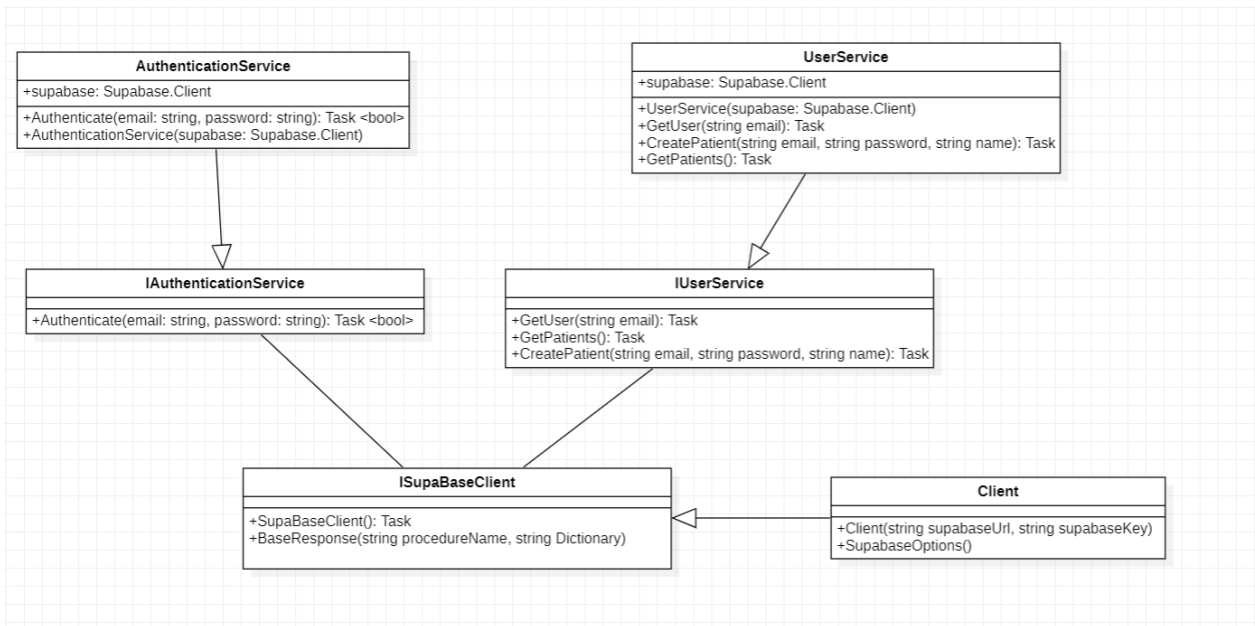 AuthenticationService
+supabase: Supabase.Client
+Authenticate(email: string, password: string): Task <bool>
+AuthenticationService(supabase: Supabase.Client)
UserService
+supabase: Supabase.Client
+UserService(supabase: Supabase.Client)
+GetUser(string email): Task
+CreatePatient(string email, string password, string name): Task
+GetPatients(): Task
IAuthenticationService
+Authenticate(email: string, password: string): Task <bool>
IUserService
+GetUser(string email): Task
+GetPatients(): Task
+CreatePatient(string email, string password, string name): Task
ISupaBaseClient
+SupaBaseClient(): Task
+BaseResponse(string procedureName, string Dictionary)
Client
+Client(string supabaseUrl, string supabaseKey)
+SupabaseOptions()